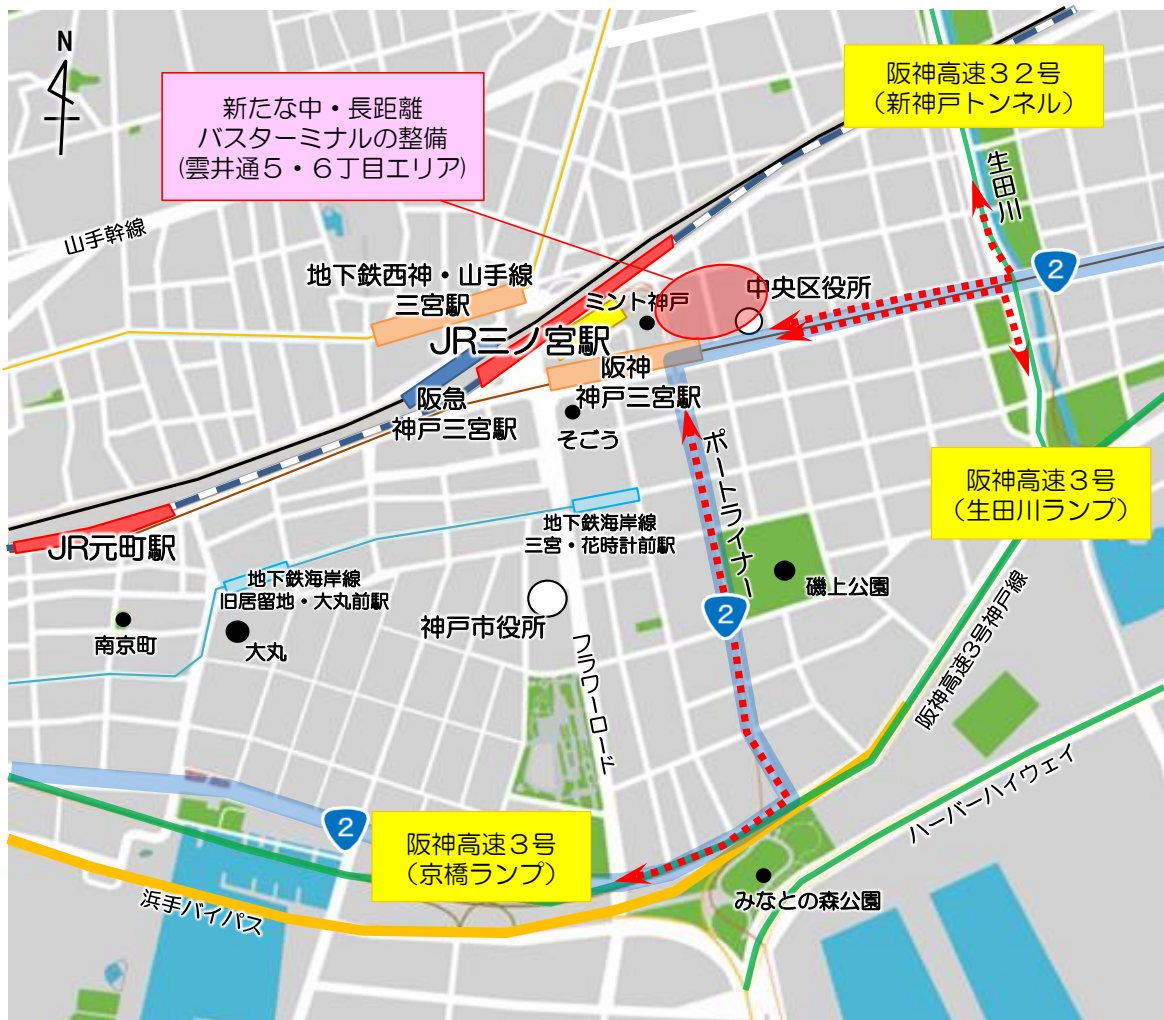 N
阪神高速32号
(新神戸トンネル)
新たな中・長距離
バスターミナルの整備
(雲井通5・6丁目エリア)
生田川
山手幹線
2
地下鉄西神・山手線
三宮駅
中央区役所
ミント神戸
JR三ノ宮駅
阪神
神戸三宮駅
阪急
神戸三宮駅
そごう
ポートライナー
阪神高速3号
(生田川ランプ)
地下鉄海岸線
三宮・花時計前駅
JR元町駅
地下鉄海岸線
旧居留地・大丸前駅
磯上公園
2
神戸市役所
南京町
大丸
フラワーロード
阪神高速3号神戸線
ハーバーハイウェイ
2
阪神高速3号
(京橋ランプ)
みなとの森公園
浜手バイパス